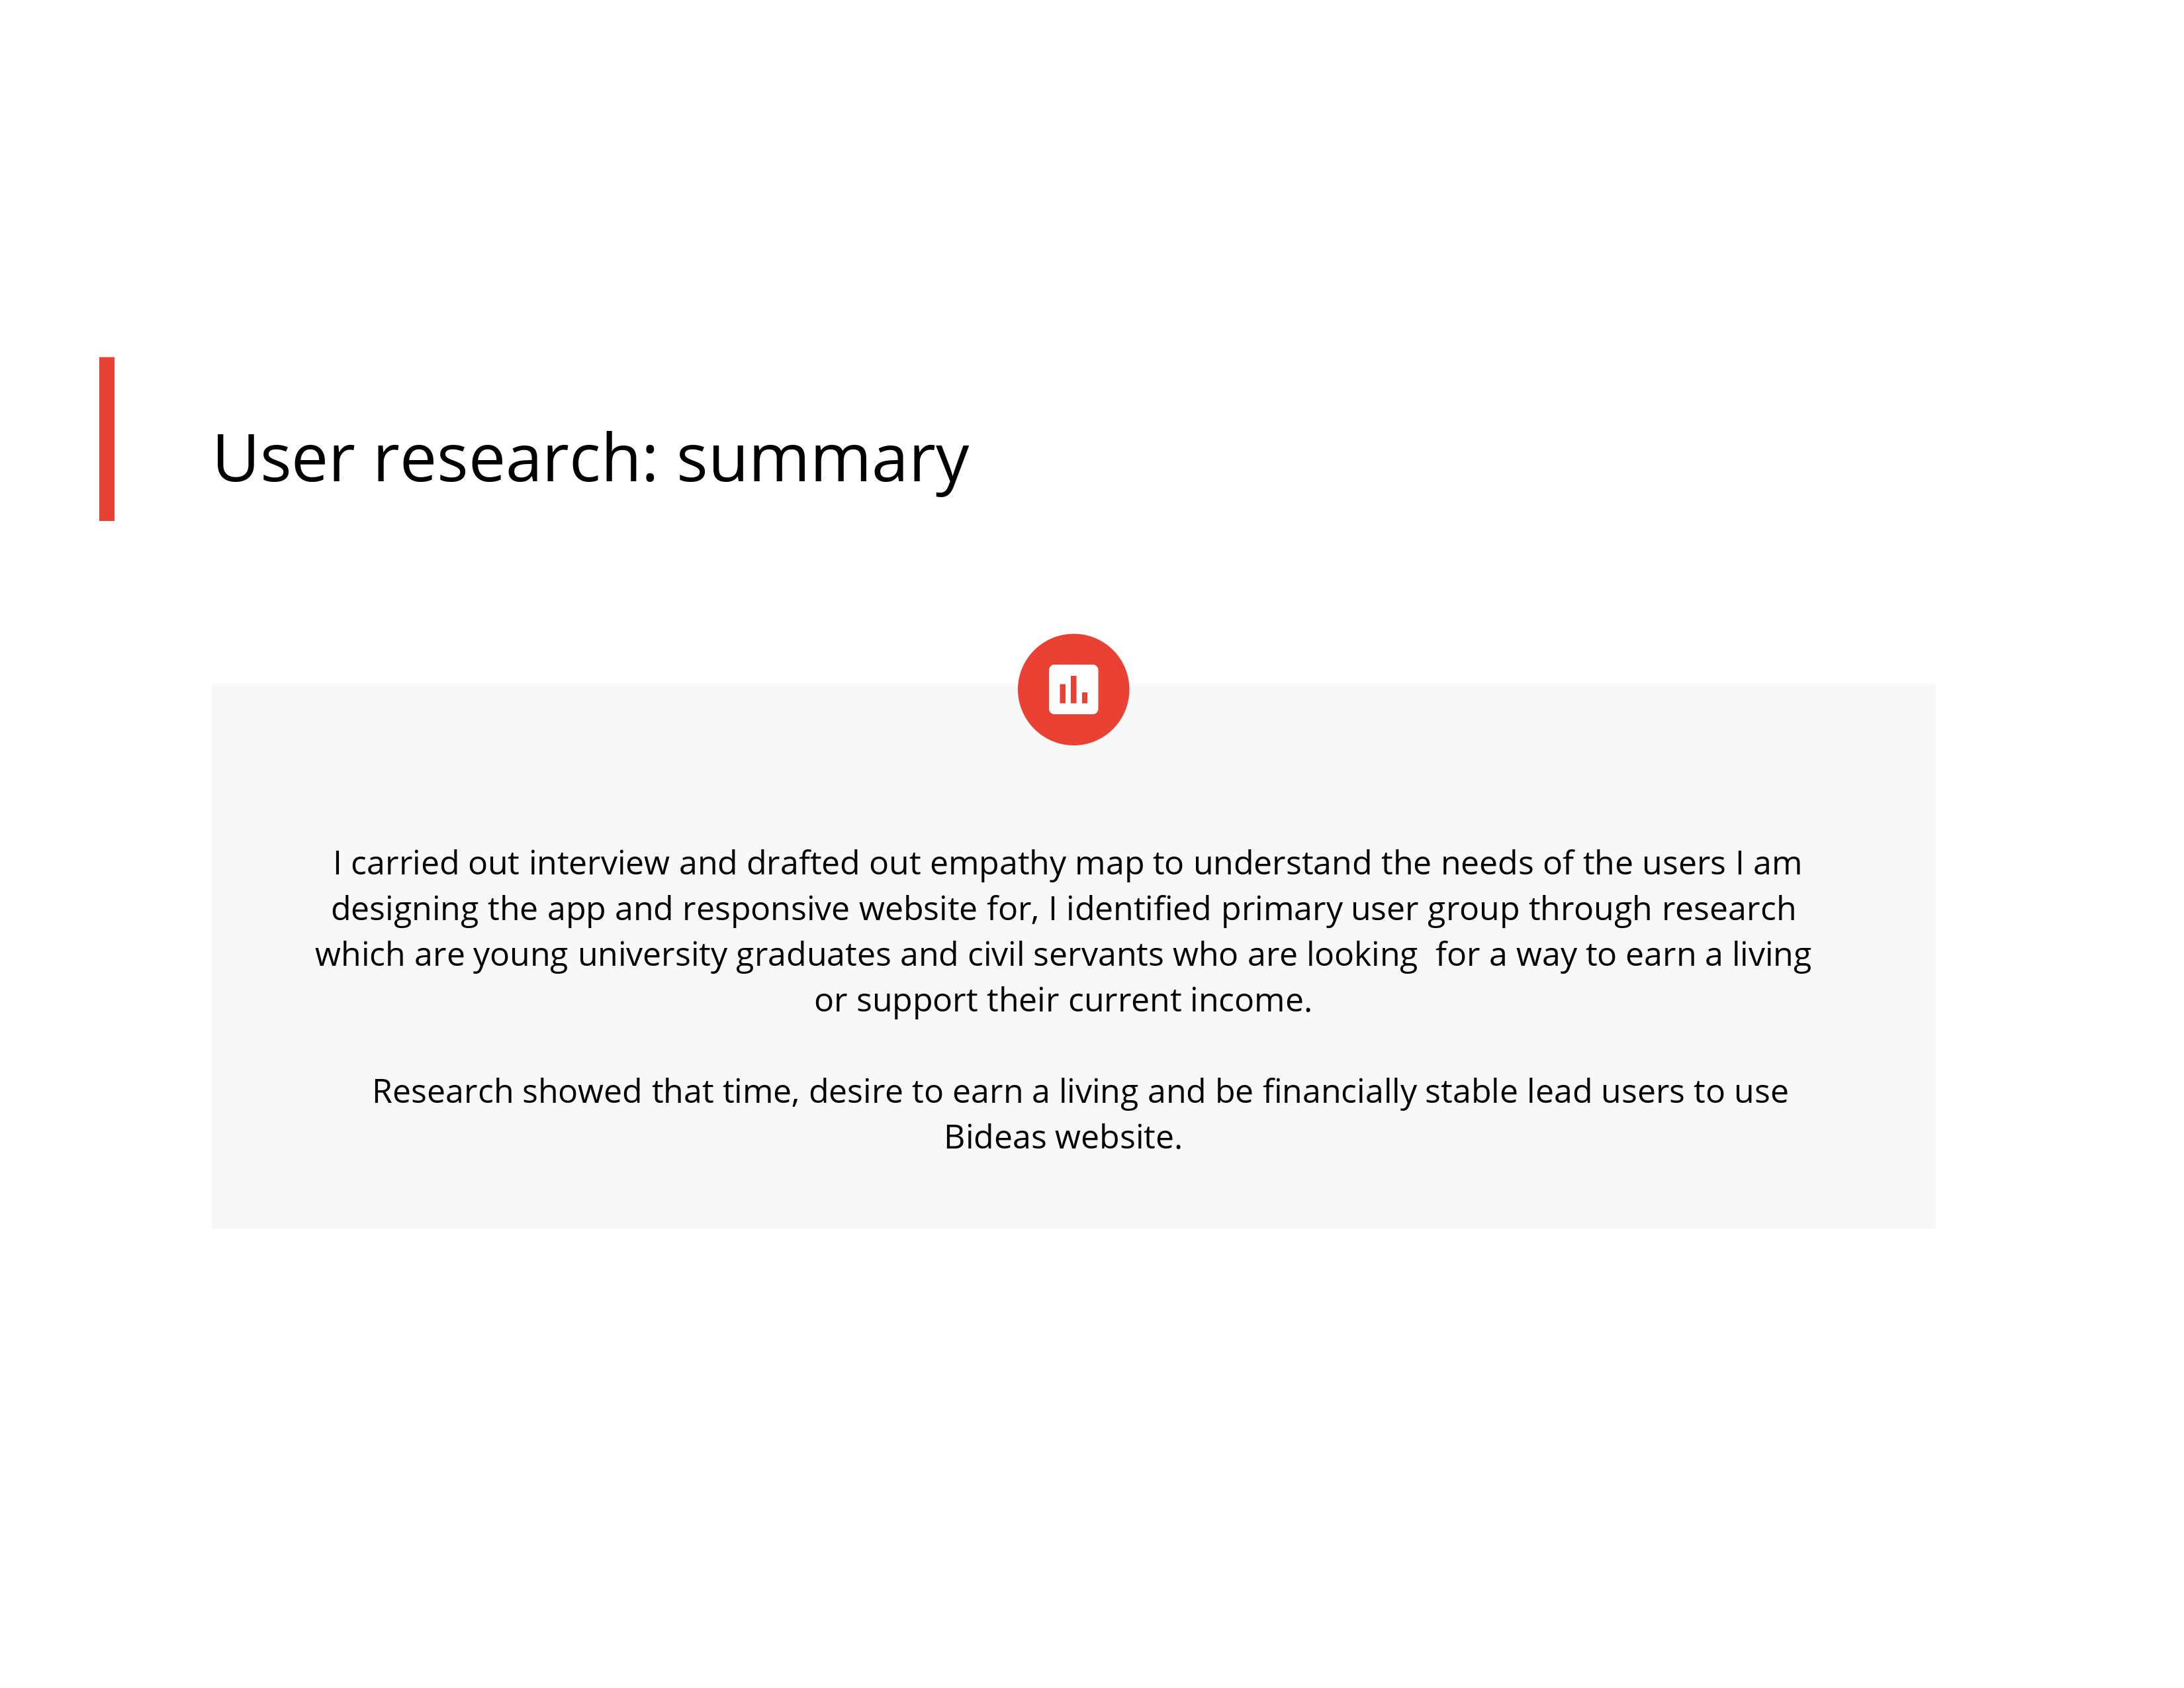 User research: summary
I carried out interview and drafted out empathy map to understand the needs of the users I am
designing the app and responsive website for, I identified primary user group through research
which are young university graduates and civil servants who are looking  for a way to earn a living
or support their current income.
Research showed that time, desire to earn a living and be financially stable lead users to use
Bideas website.